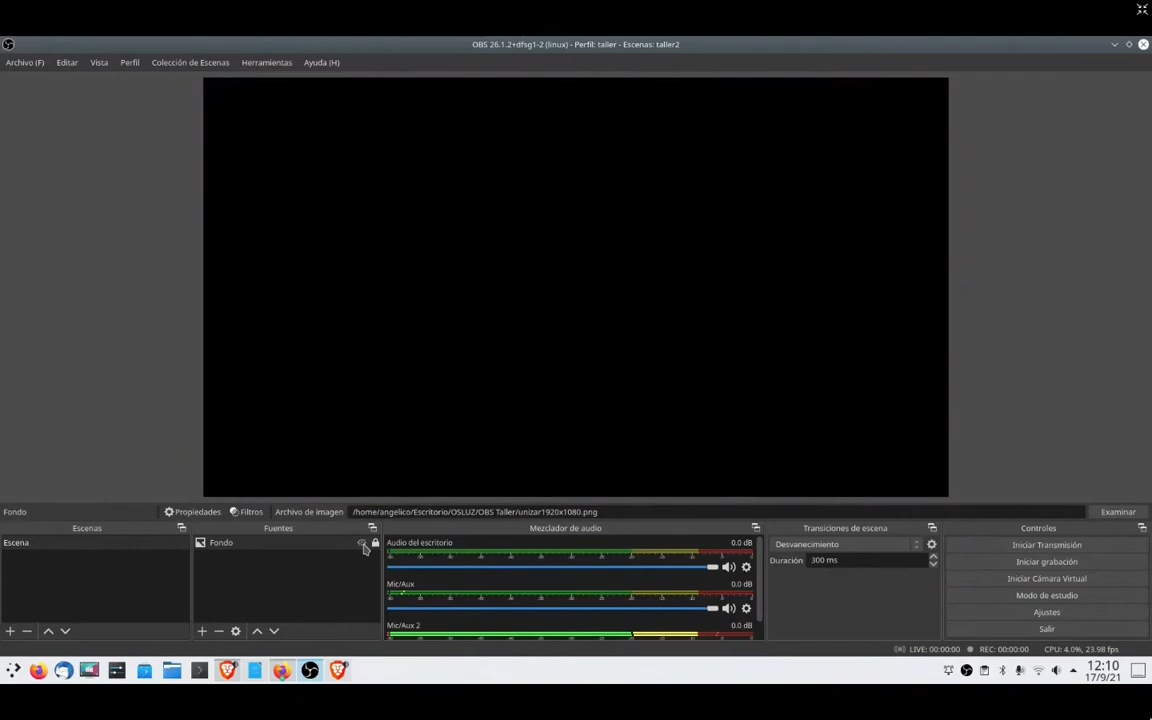 OBS 26.1.2+dfsg1-2 (linux) - Perfil: taller - Escenas: taller2
Archivo (F) Editar Vista Perfil Colección de Escenas Herramientas Ayuda (H)
Fondo Propiedades Filtros Archivo de imagen /home/angelico/Escritorio/OSLUZ/OBS Taller/unizar1920x1080.png Examinar
Escenas Fuentes Mezclador de audio Transiciones de escena Controles
Escena
Fondo
Audio del escritorio 0.0 dB
Mic/Aux 0.0 dB
Mic/Aux 2 0.0 dB
Desvanecimiento
Duración 300 ms
Iniciar Transmisión
Iniciar grabación
Iniciar Cámara Virtual
Modo de estudio
Ajustes
Salir
LIVE: 00:00:00 REC: 00:00:00 CPU: 4.0%, 23.98 fps
12:10
17/9/21